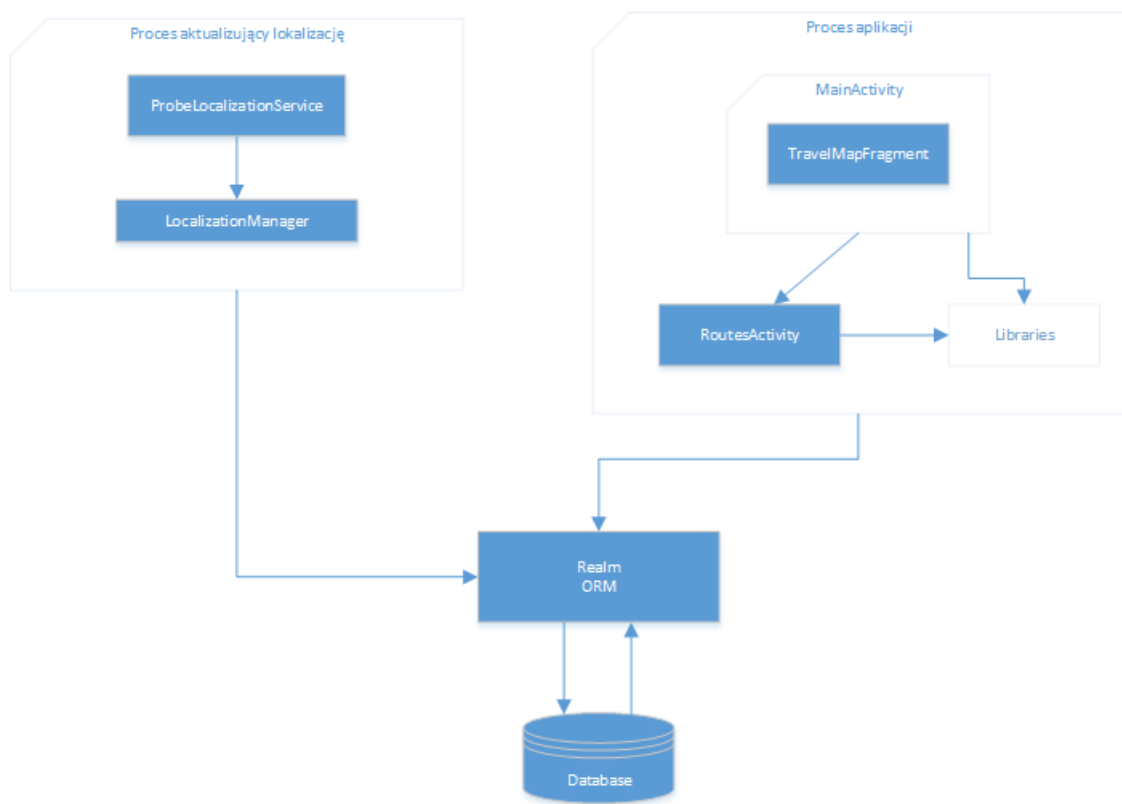 Proces aktualizujący lokalizację
ProbeLocalizationService
LocalizationManager
Proces aplikacji
MainActivity
TravelMapFragment
RoutesActivity
Libraries
Realm
ORM
Database